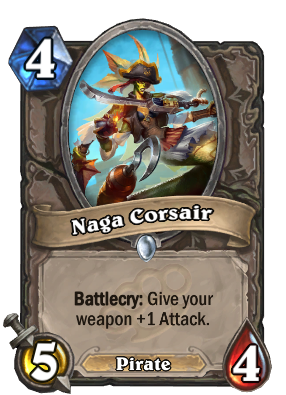 4
Naga Corsair
Battlecry: Give your
weapon +1 Attack.
5
Pirate
4